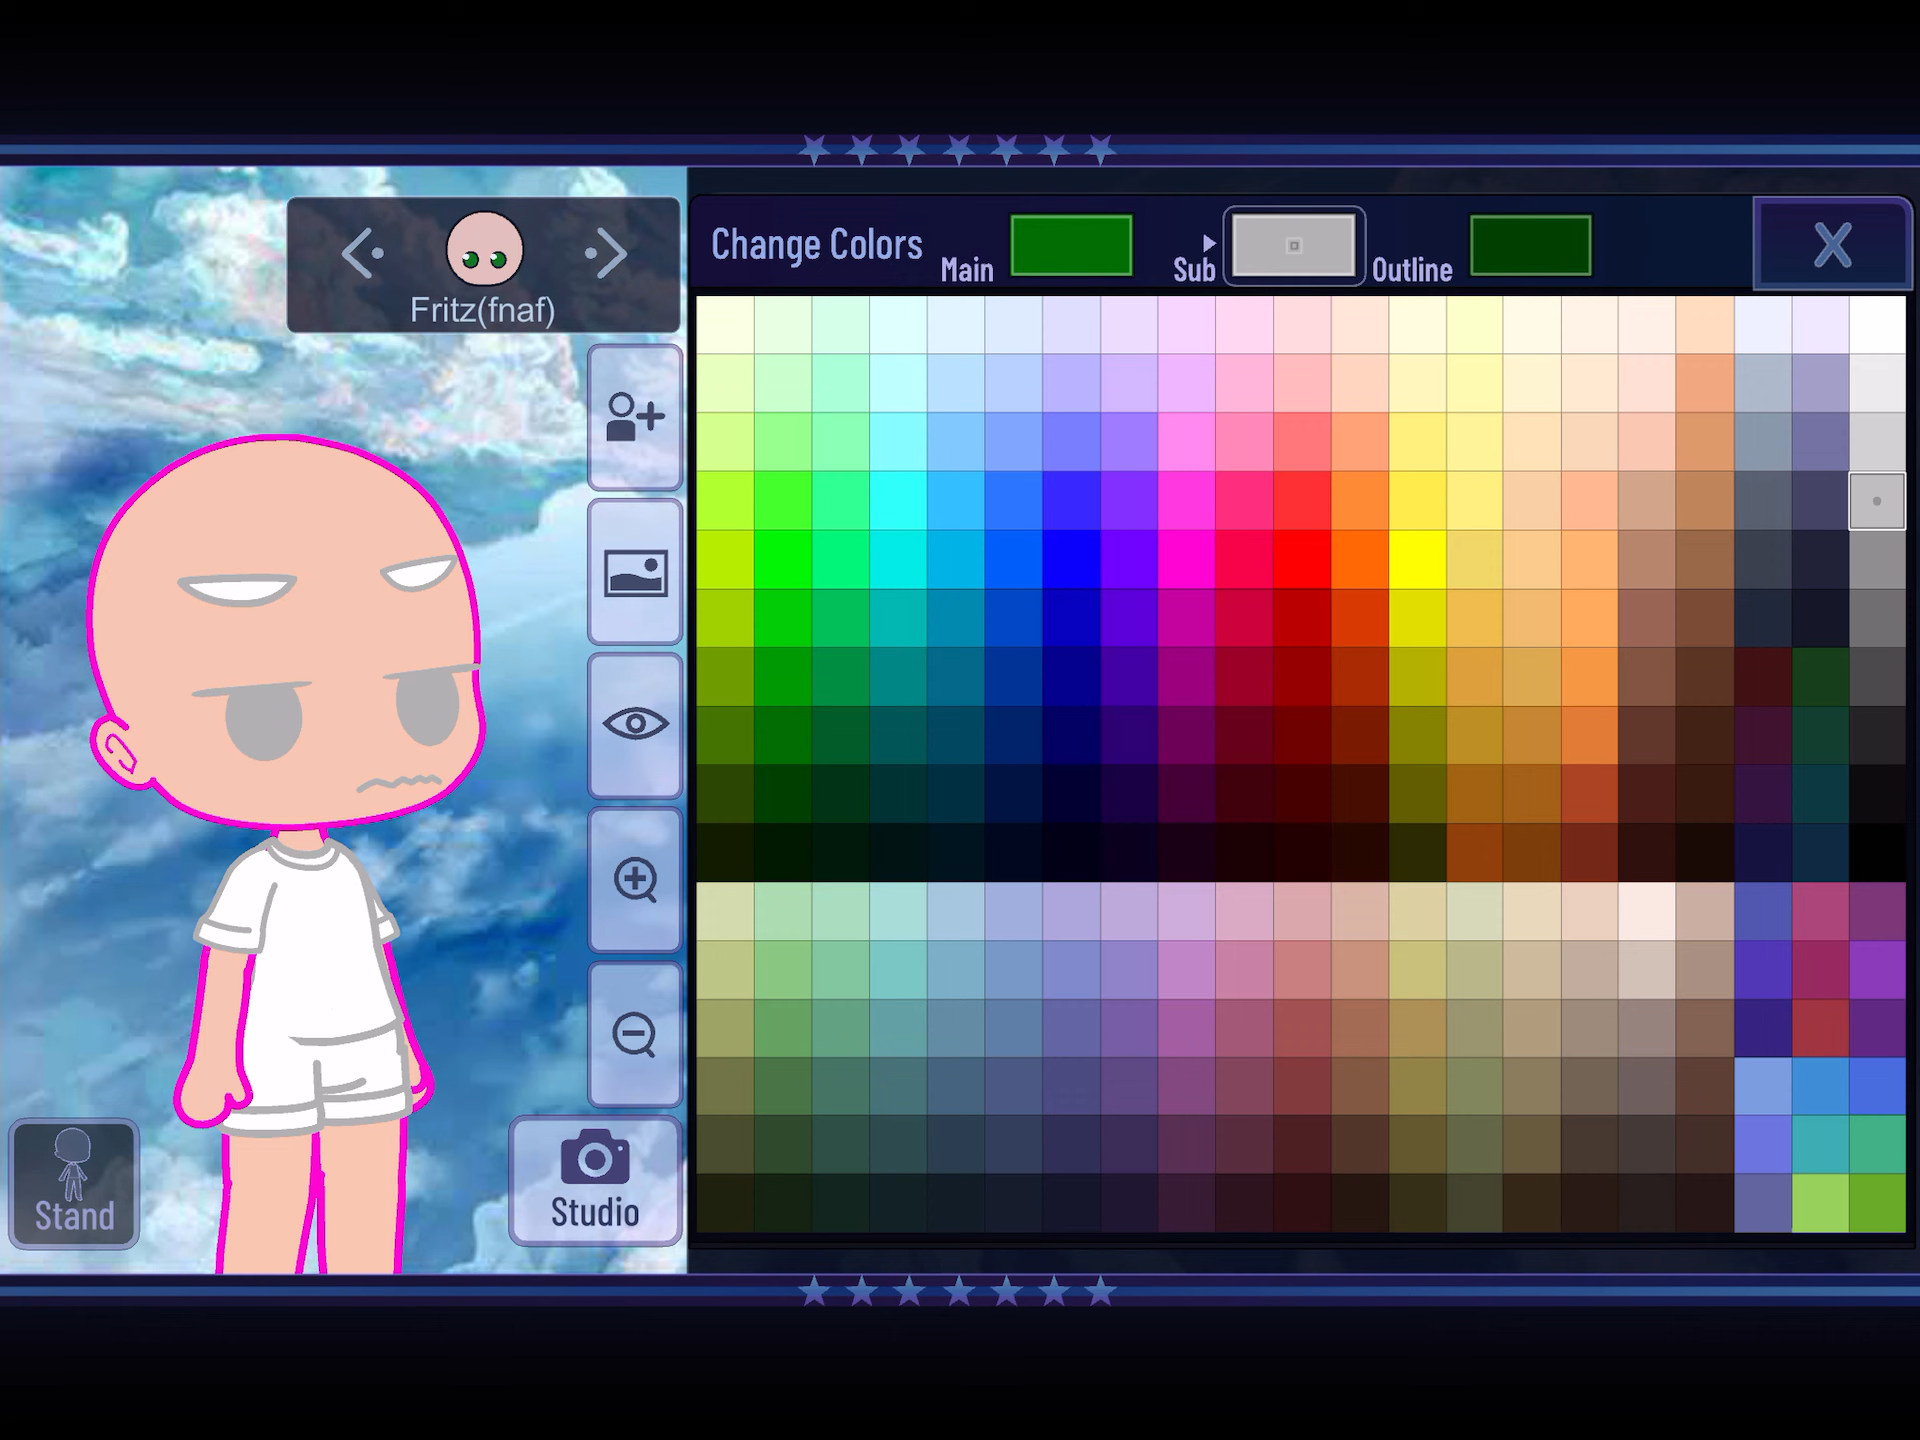 Change Colors
Main
Sub
Outline
X
Fritz(fnaf)
Stand
Studio